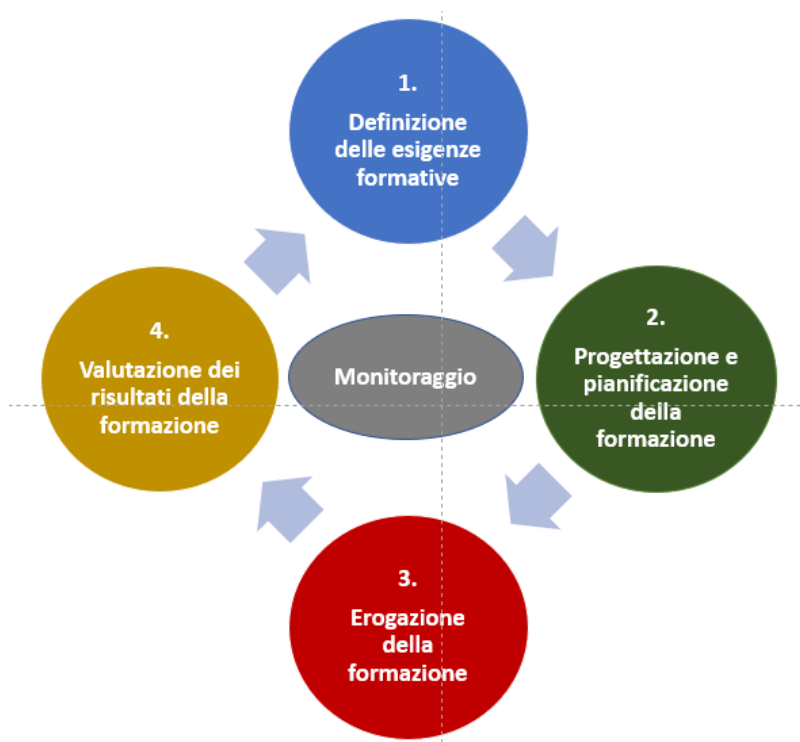 1.
Definizione
delle esigenze
formative
2.
Progettazione e
pianificazione
della
formazione
3.
Erogazione
della
formazione
4.
Valutazione dei
risultati della
formazione
Monitoraggio